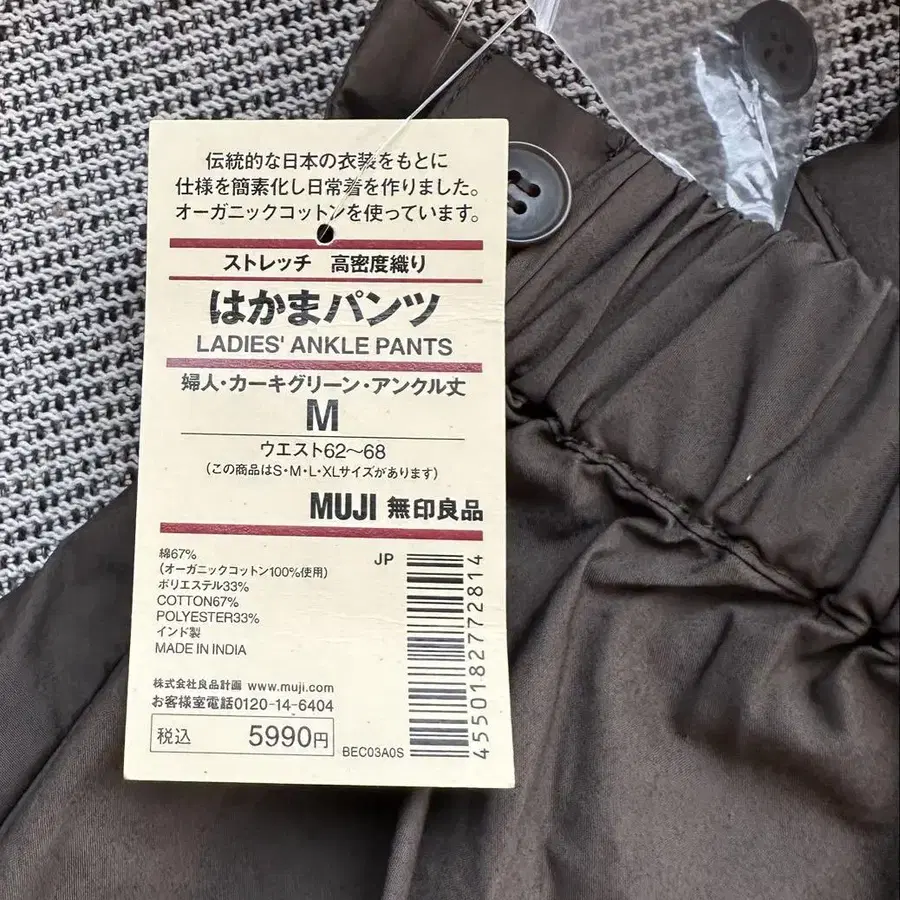 伝統的な日本の衣装をもとに
仕様を簡素化し日常着を作りました。
オーガニックコットンを使っています。
ストレッチ 高密度織り
はかまパンツ
LADIES' ANKLE PANTS
婦人・カーキグリーン・アンクル丈
M
ウエスト62～68
(この商品はS・M・L・XLサイズがあります)
MUJI 無印良品
綿67%
(オーガニックコットン100%使用)
ポリエステル33%
COTTON67%
POLYESTER33%
インド製
MADE IN INDIA
JP
4550182772814
株式会社良品計画 www.muji.com
お客様室電話0120-14-6404
税込 5990円
BEC03A0S